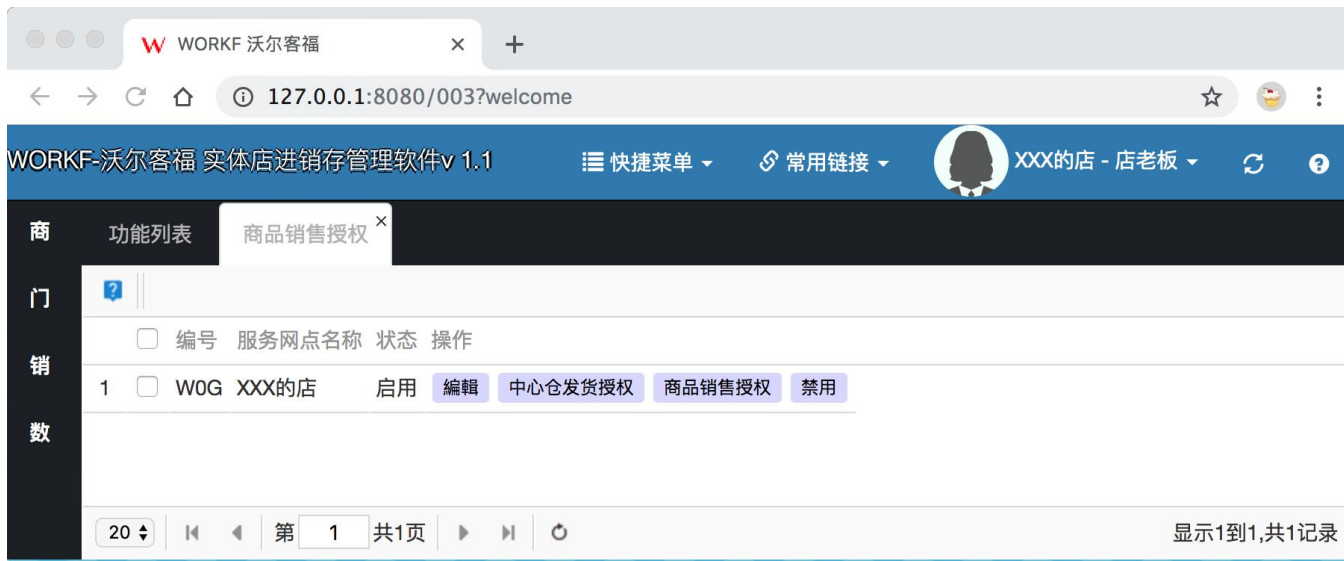 WORKF 沃尔客福
127.0.0.1:8080/003?welcome
WORKF-沃尔客福 实体店进销存管理软件v 1.1 快捷菜单 常用链接 XXX的店 - 店老板
商 功能列表 商品销售授权
门
编号 服务网点名称 状态 操作
销
1 W0G XXX的店 启用 编辑 中心仓发货授权 商品销售授权 禁用
数
20 第 1 共1页 显示1到1,共1记录